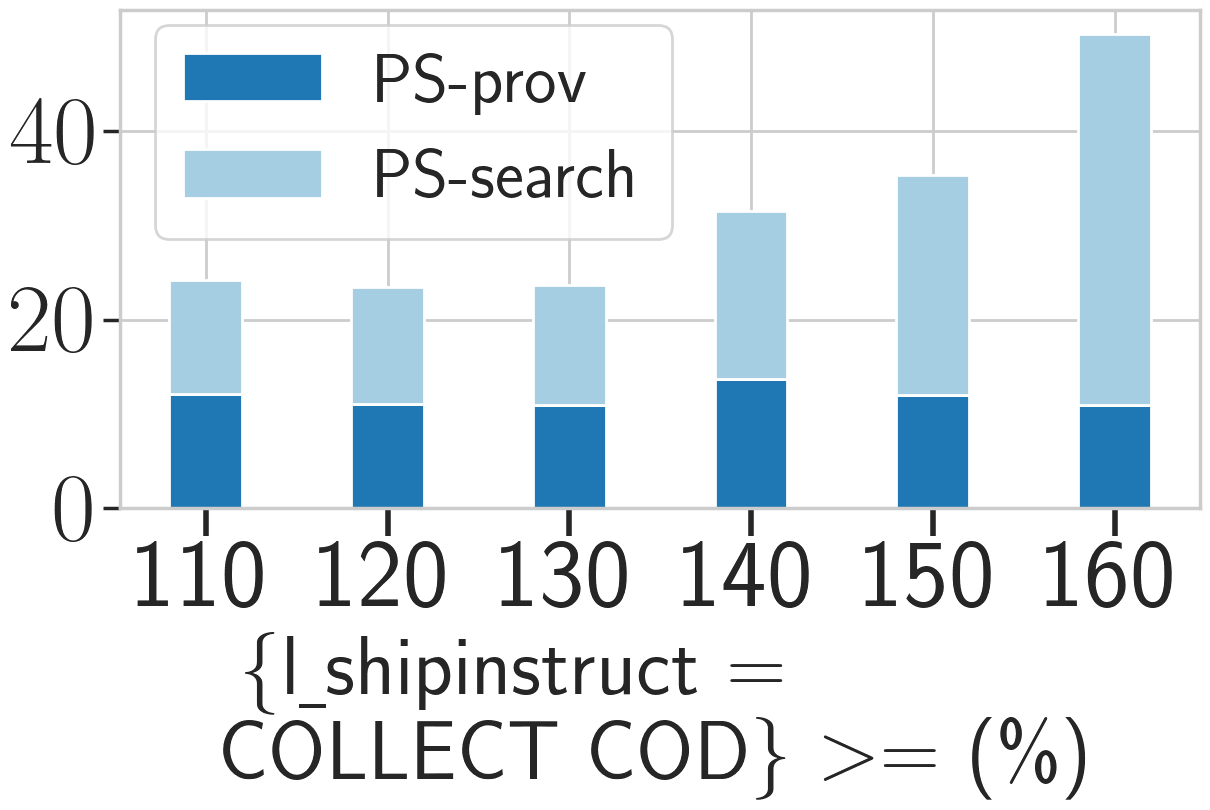 PS-prov
PS-search
40
20
0
110 120 130 140 150 160
{l_shipinstruct =
COLLECT COD} >= (%)